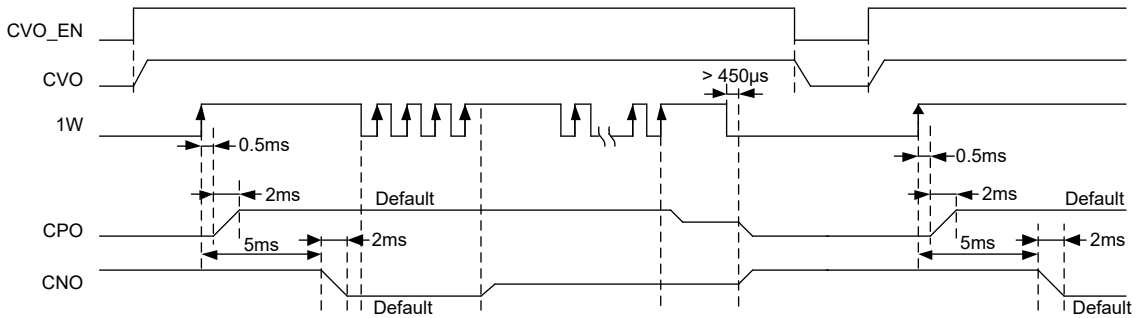 CVO_EN
CVO
> 450μs
1W
0.5ms
0.5ms
2ms
Default
2ms
Default
CPO
5ms
2ms
5ms
2ms
CNO
Default
Default